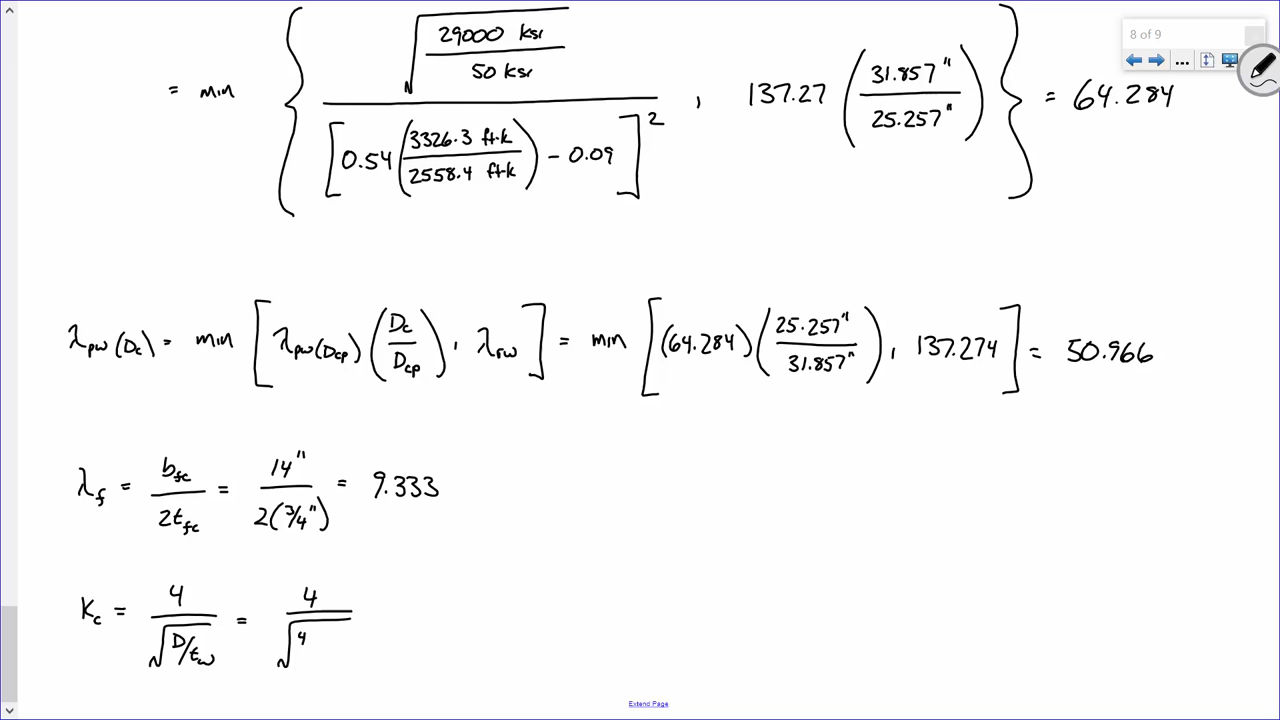 8 of 9
= min { √(29000 ksi / 50 ksi) / [0.54 (3326.3 ft-k / 2558.4 ft-k) − 0.09]² , 137.27 (31.857" / 25.257") } = 64.284
λpw(Dc) = min [λpw(Dcp) (Dc / Dcp), λrw] = min [(64.284) (25.257" / 31.857"), 137.274] = 50.966
λf = bfc / 2tfc = 14" / 2(3/4") = 9.333
Kc = 4 / √(D/tw) = 4 / √4
Extend Page